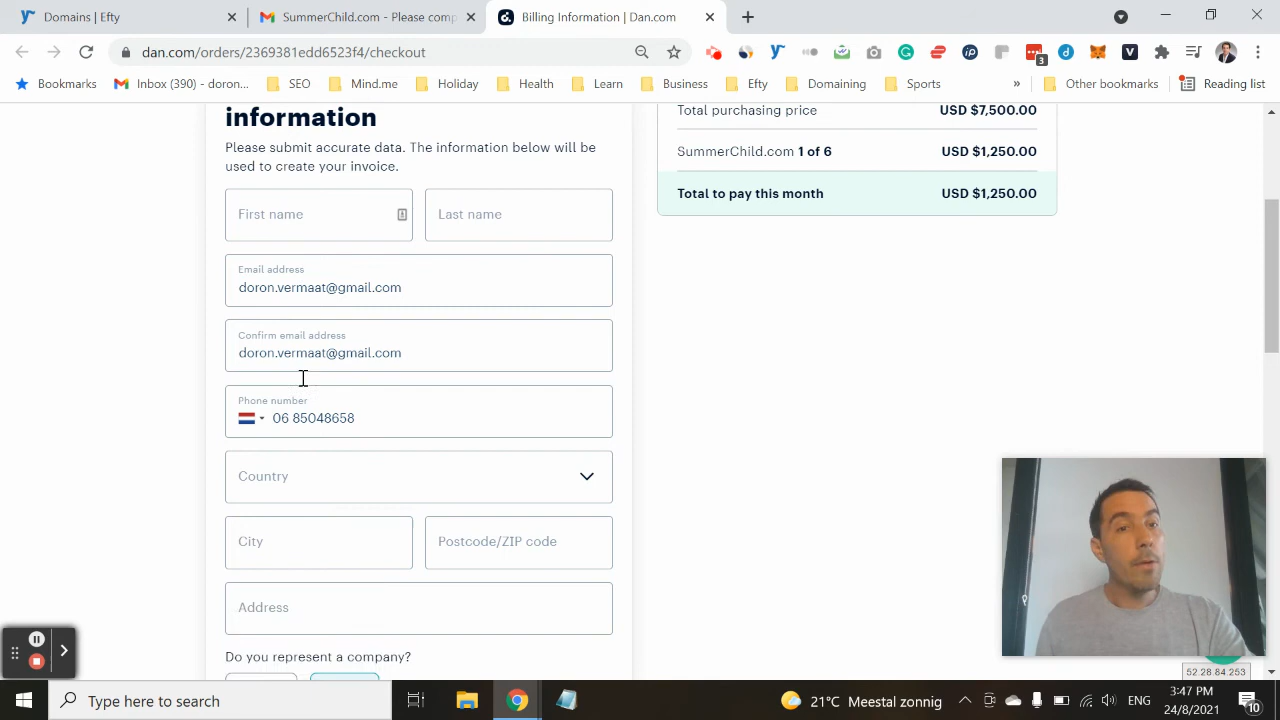 Domains | Efty
SummerChild.com - Please comp
Billing Information | Dan.com
dan.com/orders/2369381edd6523f4/checkout
3
Bookmarks
Inbox (390) - doron...
SEO
Mind.me
Holiday
Health
Learn
Business
Efty
Domaining
Sports
»
Other bookmarks
Reading list
information
Please submit accurate data. The information below will be
used to create your invoice.
First name
Last name
Email address
doron.vermaat@gmail.com
Confirm email address
doron.vermaat@gmail.com
Phone number
06 85048658
Country
City
Postcode/ZIP code
Address
Do you represent a company?
Total purchasing price
USD $7,500.00
SummerChild.com 1 of 6
USD $1,250.00
Total to pay this month
USD $1,250.00
52.28.84.253
Type here to search
21°C Meestal zonnig
ENG
3:47 PM
24/8/2021
10